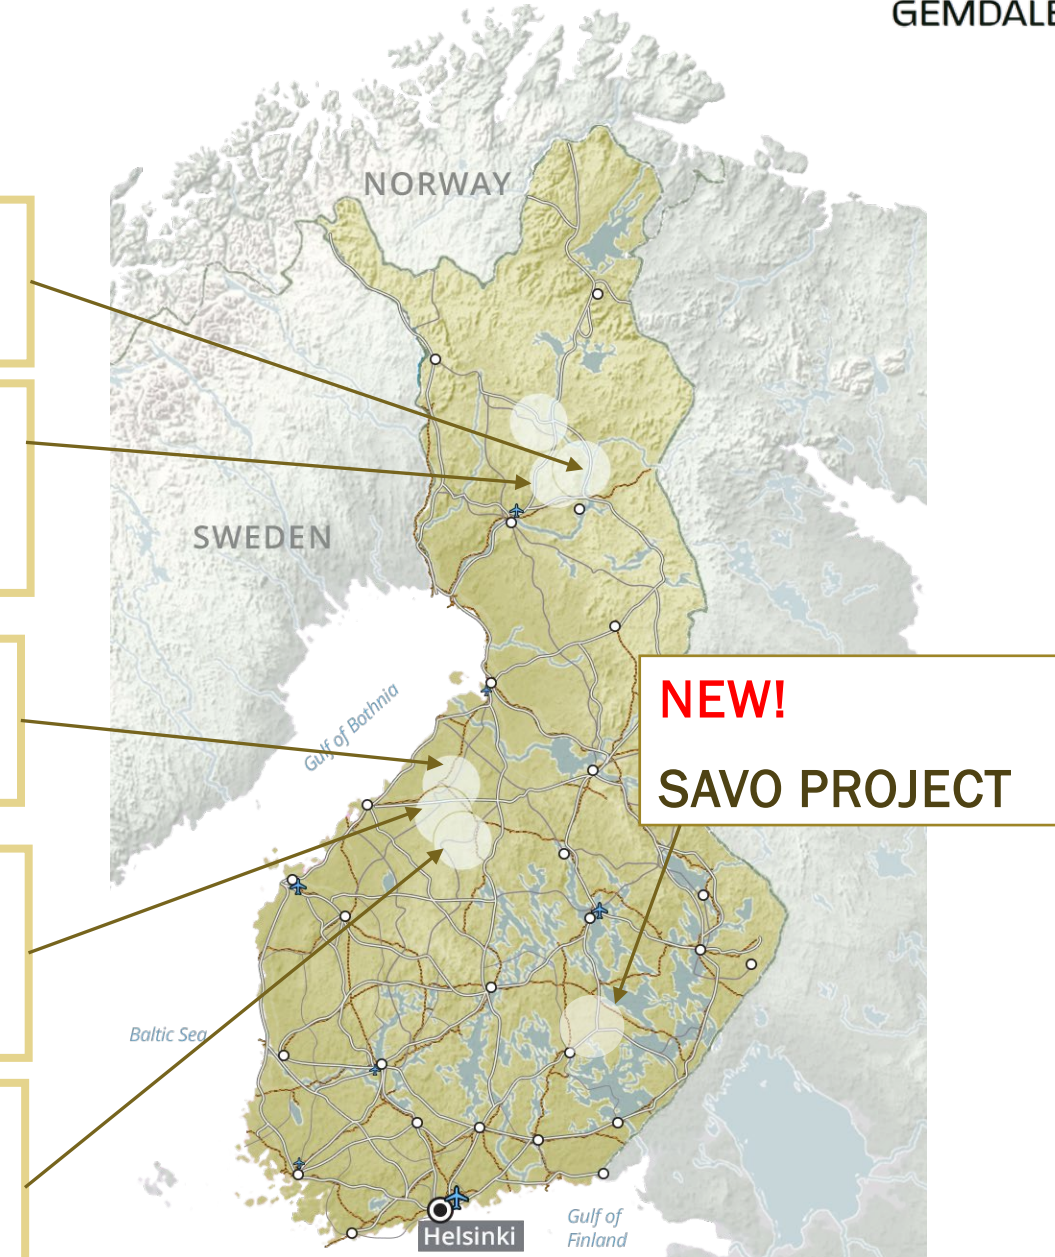 GEMDALE
NORWAY
SWEDEN
Gulf of Bothnia
NEW!
SAVO PROJECT
Baltic Sea
Helsinki
Gulf of
Finland